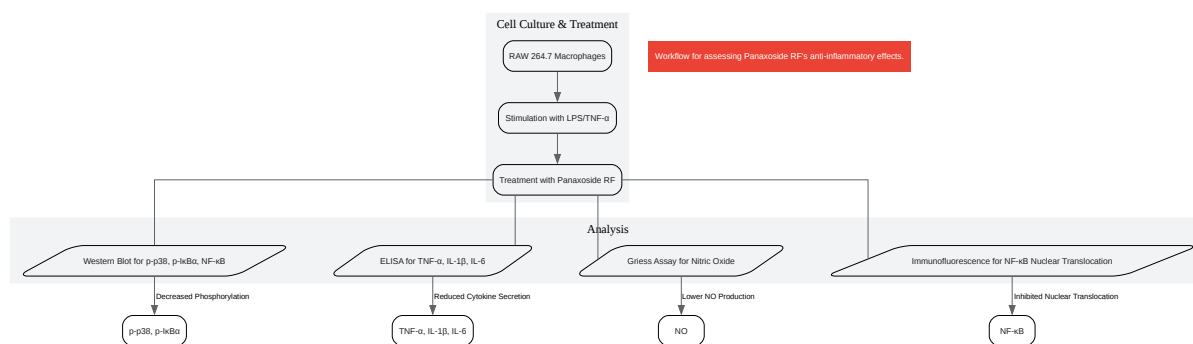 Cell Culture & Treatment
RAW 264.7 Macrophages
Workflow for assessing Panaxoside RF's anti-inflammatory effects.
Stimulation with LPS/TNF-α
Treatment with Panaxoside RF
Analysis
Western Blot for p-p38, p-IκBα, NF-κB
ELISA for TNF-α, IL-1β, IL-6
Griess Assay for Nitric Oxide
Immunofluorescence for NF-κB Nuclear Translocation
Decreased Phosphorylation
Reduced Cytokine Secretion
Lower NO Production
Inhibited Nuclear Translocation
p-p38, p-IκBα
TNF-α, IL-1β, IL-6
NO
NF-κB